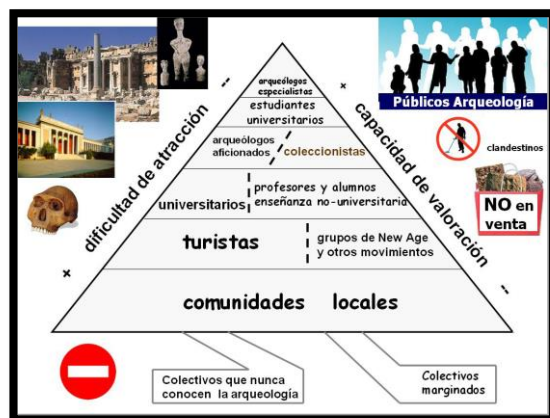 Públicos Arqueología
clandestinos
NO en
venta
dificultad de atracción
--
+
capacidad de valoración
+
--
arqueólogos
especialistas
estudiantes
universitarios
arqueólogos
aficionados
coleccionistas
universitarios
profesores y alumnos
enseñanza no-universitaria
turistas
grupos de New Age
y otros movimientos
comunidades locales
Colectivos que nunca
conocen la arqueología
Colectivos
marginados